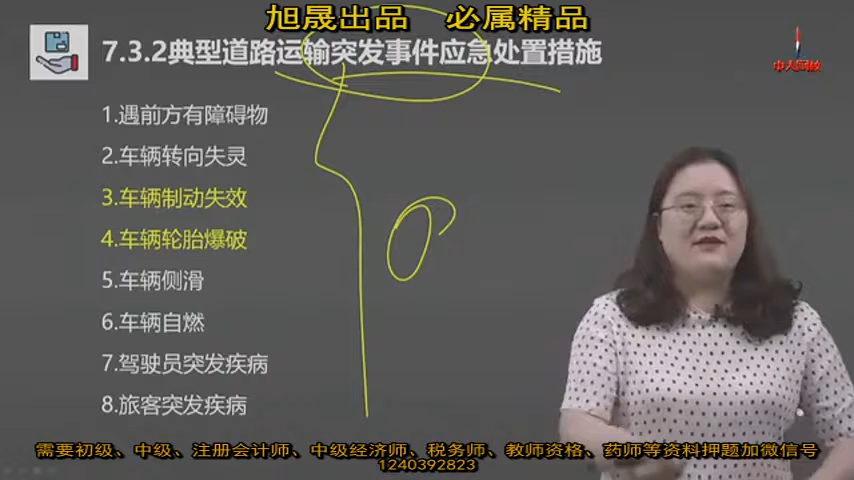 旭晟出品 必属精品
7.3.2典型道路运输突发事件应急处置措施
1.遇前方有障碍物
2.车辆转向失灵
3.车辆制动失效
4.车辆轮胎爆破
5.车辆侧滑
6.车辆自燃
7.驾驶员突发疾病
8.旅客突发疾病
需要初级、中级、注册会计师、中级经济师、税务师、教师资格、药师等资料押题加微信号
1240392823